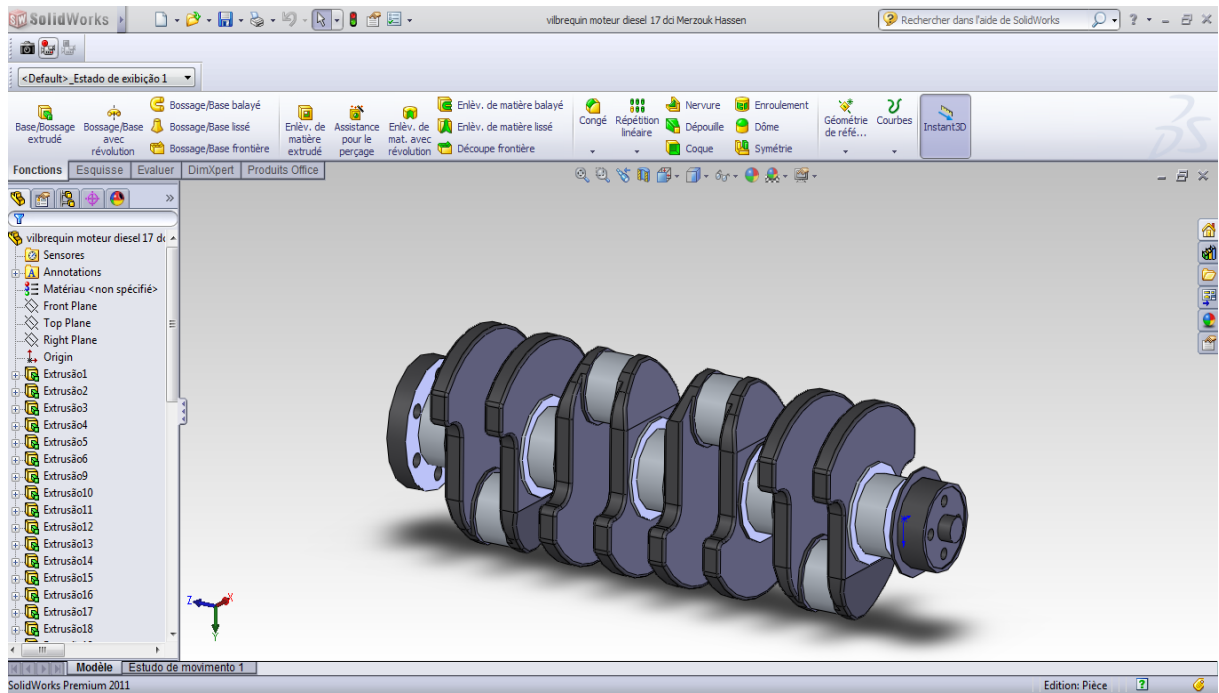 SolidWorks
vilbrequin moteur diesel 17 dci Merzouk Hassen
Rechercher dans l'aide de SolidWorks
?
<Default>_Estado de exibição 1
Base/Bossage extrudé
Bossage/Base avec révolution
Bossage/Base balayé
Bossage/Base lissé
Bossage/Base frontière
Enlèv. de matière extrudé
Assistance pour le perçage
Enlèv. de mat. avec révolution
Enlèv. de matière balayé
Enlèv. de matière lissé
Découpe frontière
Congé
Répétition linéaire
Nervure
Dépouille
Coque
Enroulement
Dôme
Symétrie
Géométrie de réfé...
Courbes
Instant3D
Fonctions
Esquisse
Evaluer
DimXpert
Produits Office
vilbrequin moteur diesel 17 dc
Sensores
Annotations
Matériau <non spécifié>
Front Plane
Top Plane
Right Plane
Origin
Extrusão1
Extrusão2
Extrusão3
Extrusão4
Extrusão5
Extrusão6
Extrusão9
Extrusão10
Extrusão11
Extrusão12
Extrusão13
Extrusão14
Extrusão15
Extrusão16
Extrusão17
Extrusão18
Z
X
Y
Modèle
Estudo de movimento 1
SolidWorks Premium 2011
Edition: Pièce
?